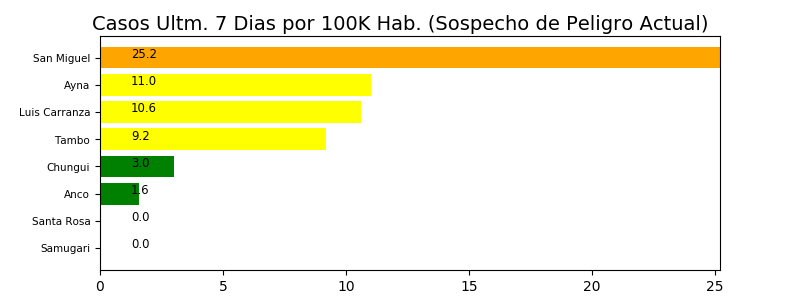 Casos Ultm. 7 Dias por 100K Hab. (Sospecho de Peligro Actual)
San Miguel 25.2
Ayna 11.0
Luis Carranza 10.6
Tambo 9.2
Chungui 3.0
Anco 1.6
Santa Rosa 0.0
Samugari 0.0
0 5 10 15 20 25